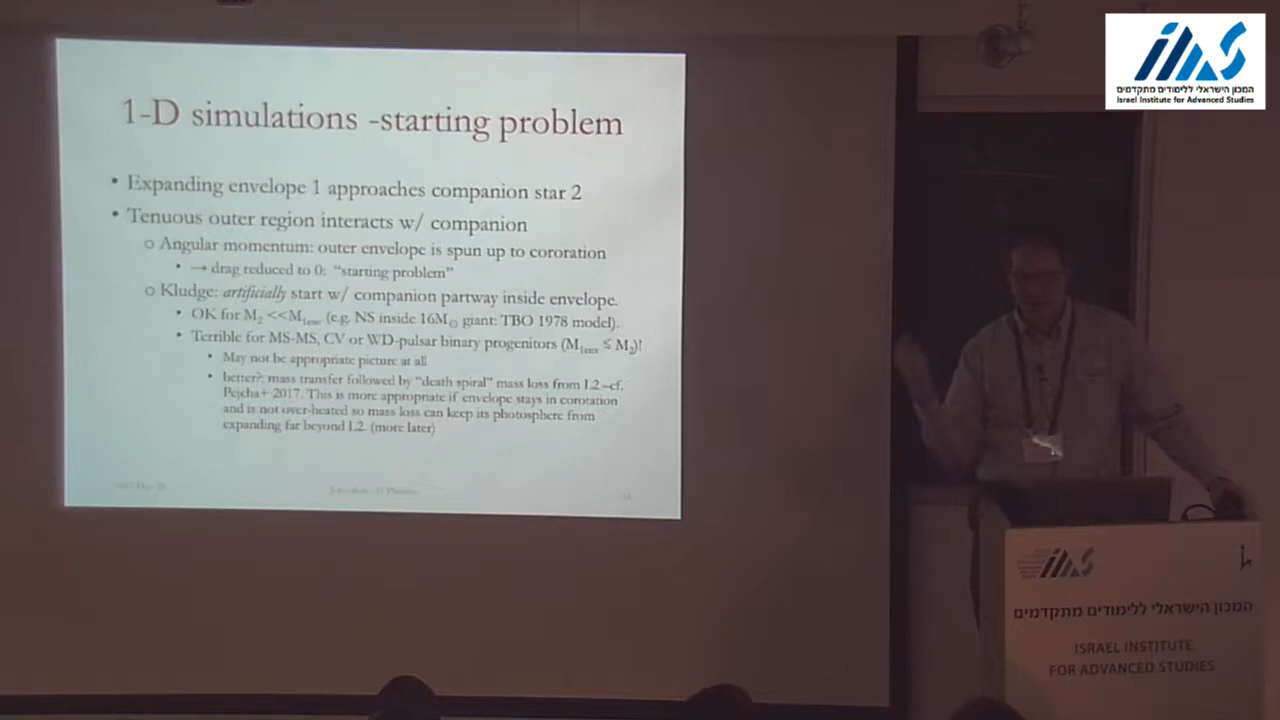 המכון הישראלי ללימודים מתקדמים
Israel Institute for Advanced Studies
1-D simulations -starting problem
• Expanding envelope 1 approaches companion star 2
• Tenuous outer region interacts w/ companion
o Angular momentum: outer envelope is spun up to cororation
• → drag reduced to 0: “starting problem”
o Kludge: artificially start w/ companion partway inside envelope.
• OK for M2 <<M1env (e.g. NS inside 16M☉ giant: TBO 1978 model).
• Terrible for MS-MS, CV or WD-pulsar binary progenitors (M1env ≤ M2)!
• May not be appropriate picture at all
• better?: mass transfer followed by “death spiral” mass loss from L2 –cf.
Pejcha+ 2017. This is more appropriate if envelope stays in corotation
and is not over-heated so mass loss can keep its photosphere from
expanding far beyond L2. (more later)
המכון הישראלי ללימודים מתקדמים
ISRAEL INSTITUTE
FOR ADVANCED STUDIES